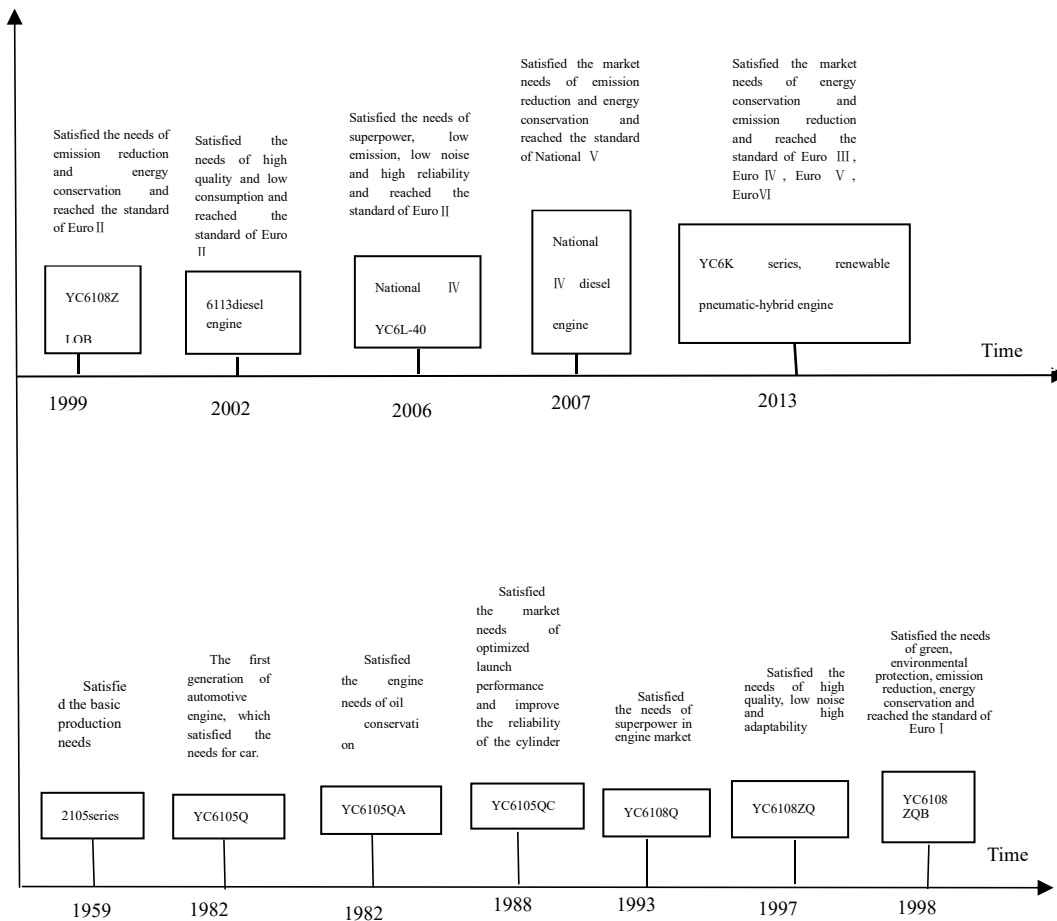 Satisfied the needs of
emission reduction
and energy
conservation and
reached the standard
of Euro Ⅱ
YC6108Z
LQB
1999
Satisfied the
needs of high
quality and low
consumption and
reached the
standard of Euro
Ⅱ
6113diesel
engine
2002
Satisfied the needs of
superpower, low
emission, low noise
and high reliability
and reached the
standard of Euro Ⅱ
National Ⅳ
YC6L-40
2006
Satisfied the market
needs of emission
reduction and energy
conservation and
reached the standard
of National Ⅴ
National
Ⅳ diesel
engine
2007
Satisfied the market
needs of energy
conservation and
emission reduction
and reached the
standard of Euro Ⅲ,
Euro Ⅳ, Euro Ⅴ,
EuroⅥ
YC6K series, renewable
pneumatic-hybrid engine
2013
Time
Satisfie
d the basic
production
needs
2105series
1959
The first
generation of
automotive
engine, which
satisfied the
needs for car.
YC6105Q
1982
Satisfied
the engine
needs of oil
conservati
on
YC6105QA
1982
Satisfied
the market
needs of
optimized
launch
performance
and improve
the reliability
of the cylinder
YC6105QC
1988
Satisfied
the needs of
superpower in
engine market
YC6108Q
1993
Satisfied the
needs of high
quality, low noise
and high
adaptability
YC6108ZQ
1997
Satisfied the needs
of green,
environmental
protection, emission
reduction, energy
conservation and
reached the standard of
Euro Ⅰ
YC6108
ZQB
1998
Time